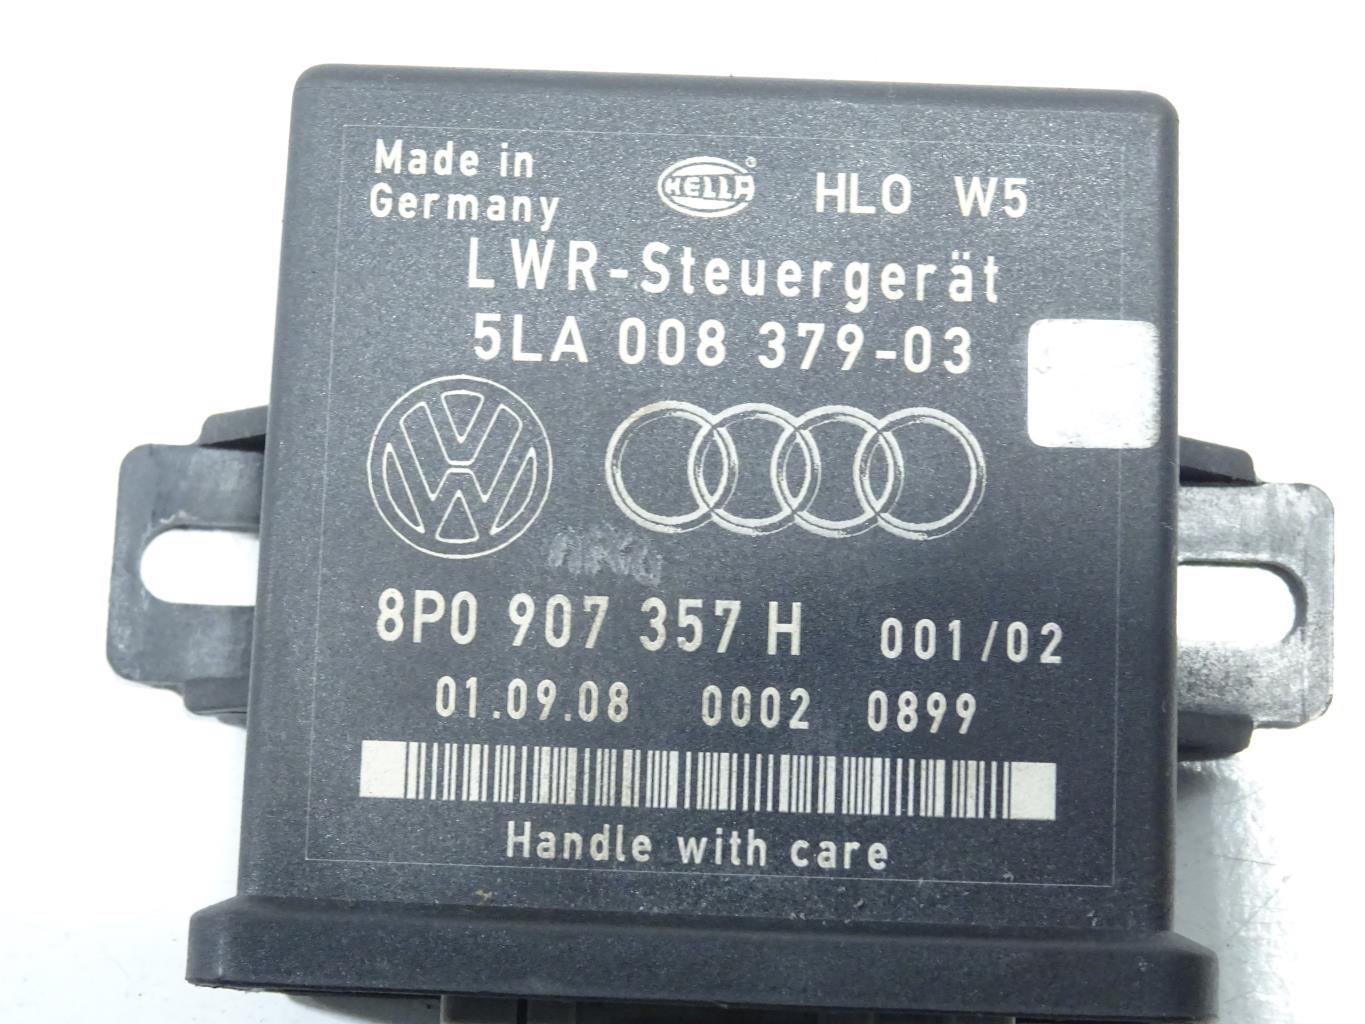 Made in
Germany
HELLA ® HLO W5
LWR-Steuergerät
5LA 008 379-03
8P0 907 357 H 001/02
01.09.08 0002 0899
Handle with care